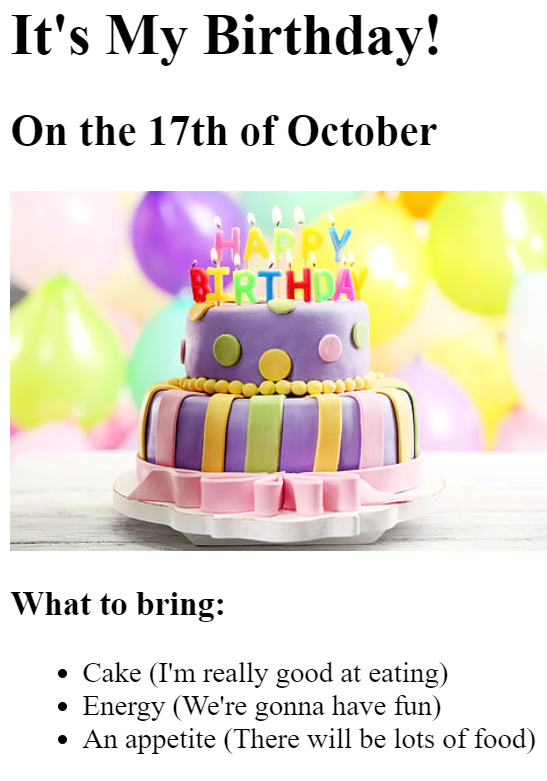 It's My Birthday!
On the 17th of October
HAPPY
BIRTHDAY
What to bring:
Cake (I'm really good at eating)
Energy (We're gonna have fun)
An appetite (There will be lots of food)